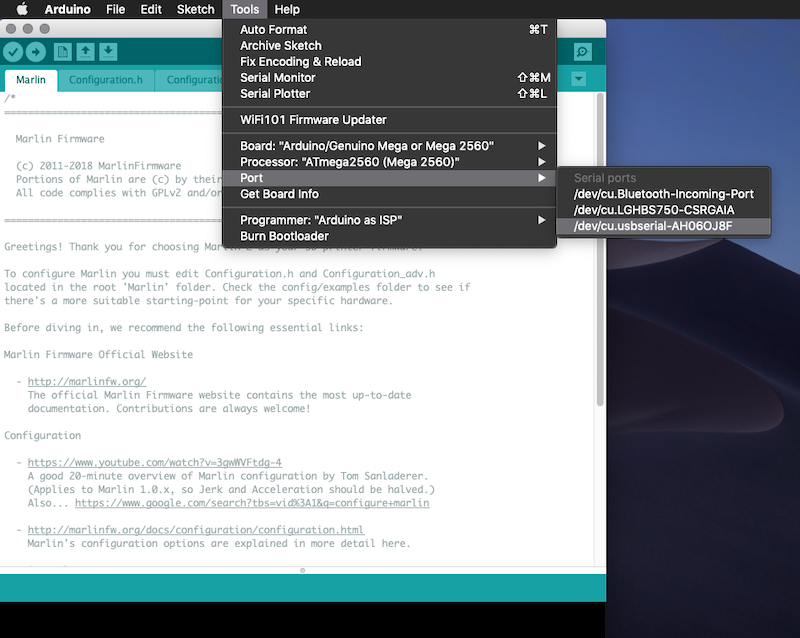 Arduino File Edit Sketch Tools Help
Auto Format ⌘T
Archive Sketch
Fix Encoding & Reload
Serial Monitor ⇧⌘M
Serial Plotter ⇧⌘L
WiFi101 Firmware Updater
Board: "Arduino/Genuino Mega or Mega 2560"
Processor: "ATmega2560 (Mega 2560)"
Port
Get Board Info
Programmer: "Arduino as ISP"
Burn Bootloader
Serial ports
/dev/cu.Bluetooth-Incoming-Port
/dev/cu.LGHBS750-CSRGAIA
/dev/cu.usbserial-AH06OJ8F
Marlin Configuration.h Configuratio
/*
Marlin Firmware
(c) 2011-2018 MarlinFirmware
Portions of Marlin are (c) by their
All code complies with GPLv2 and/or
Greetings! Thank you for choosing Marlin 2 as your 3D printer firmware.
To configure Marlin you must edit Configuration.h and Configuration_adv.h
located in the root 'Marlin' folder. Check the config/examples folder to see if
there's a more suitable starting-point for your specific hardware.
Before diving in, we recommend the following essential links:
Marlin Firmware Official Website
- http://marlinfw.org/
The official Marlin Firmware website contains the most up-to-date
documentation. Contributions are always welcome!
Configuration
- https://www.youtube.com/watch?v=3gwWVFtdg-4
A good 20-minute overview of Marlin configuration by Tom Sanladerer.
(Applies to Marlin 1.0.x, so Jerk and Acceleration should be halved.)
Also... https://www.google.com/search?tbs=vid%3A1&q=configure+marlin
- http://marlinfw.org/docs/configuration/configuration.html
Marlin's configuration options are explained in more detail here.